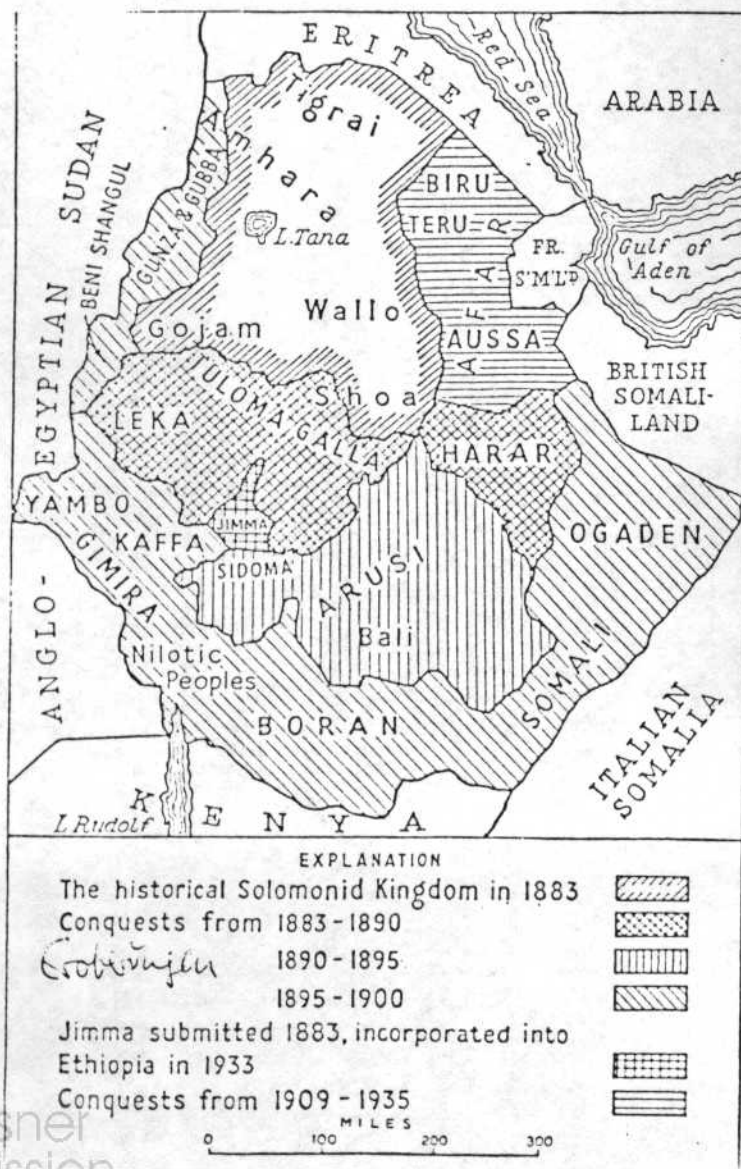 ERITREA
Red Sea
ARABIA
Tigrai
Amhara
ANGLO-EGYPTIAN SUDAN
BENI SHANGUL
GUNZA & GUBBA
L.Tana
BIRU
TERU
AFAR
FR.
S'M'L'D
Gulf of
Aden
Gojam
Wallo
AUSSA
BRITISH
SOMALI-
LAND
Shoa
TULOMA GALLA
LEKA
HARAR
YAMBO
JIMMA
OGADEN
KAFFA
SIDOMA
GIMIRA
ARUSI
Bali
Nilotic
Peoples
SOMALI
BORAN
ITALIAN
SOMALIA
KENYA
L Rudolf
EXPLANATION
The historical Solomonid Kingdom in 1883
Conquests from 1883-1890
Eroberungen 1890-1895
1895-1900
Jimma submitted 1883, incorporated into
Ethiopia in 1933
Conquests from 1909-1935
MILES
0 100 200 300